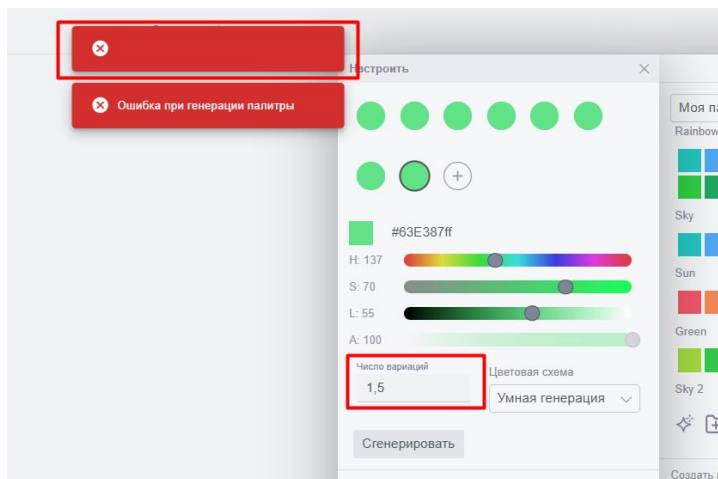 Настроить
Ошибка при генерации палитры
#63E387ff
H: 137
S: 70
L: 55
A: 100
Число вариаций
1,5
Цветовая схема
Умная генерация
Сгенерировать
Моя
Rainbow
Sky
Sun
Green
Sky 2
Создать